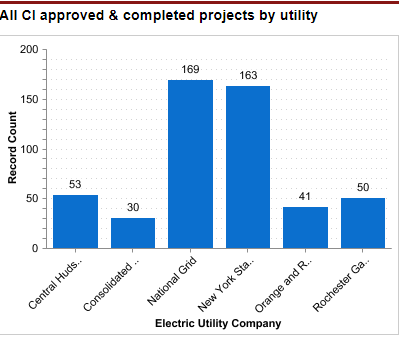 All CI approved & completed projects by utility
200
150
100
50
0
Record Count
53
30
169
163
41
50
Central Huds..
Consolidated ..
National Grid
New York Sta..
Orange and R..
Rochester Ga..
Electric Utility Company